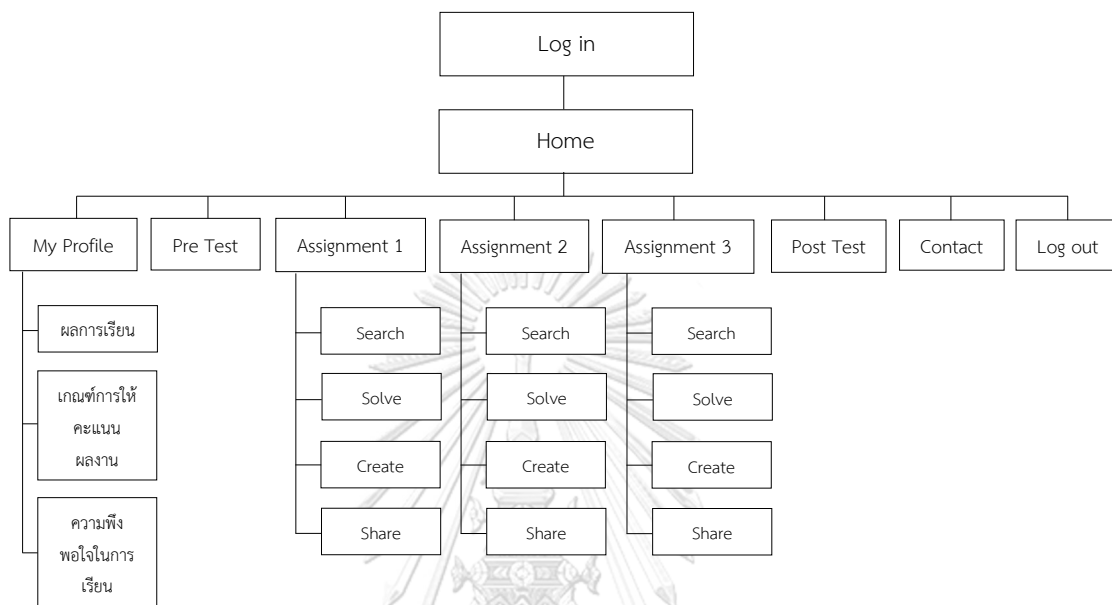 Log in
Home
My Profile
Pre Test
Assignment 1
Assignment 2
Assignment 3
Post Test
Contact
Log out
ผลการเรียน
เกณฑ์การให้
คะแนน
ผลงาน
ความพึง
พอใจในการ
เรียน
Search
Solve
Create
Share
Search
Solve
Create
Share
Search
Solve
Create
Share